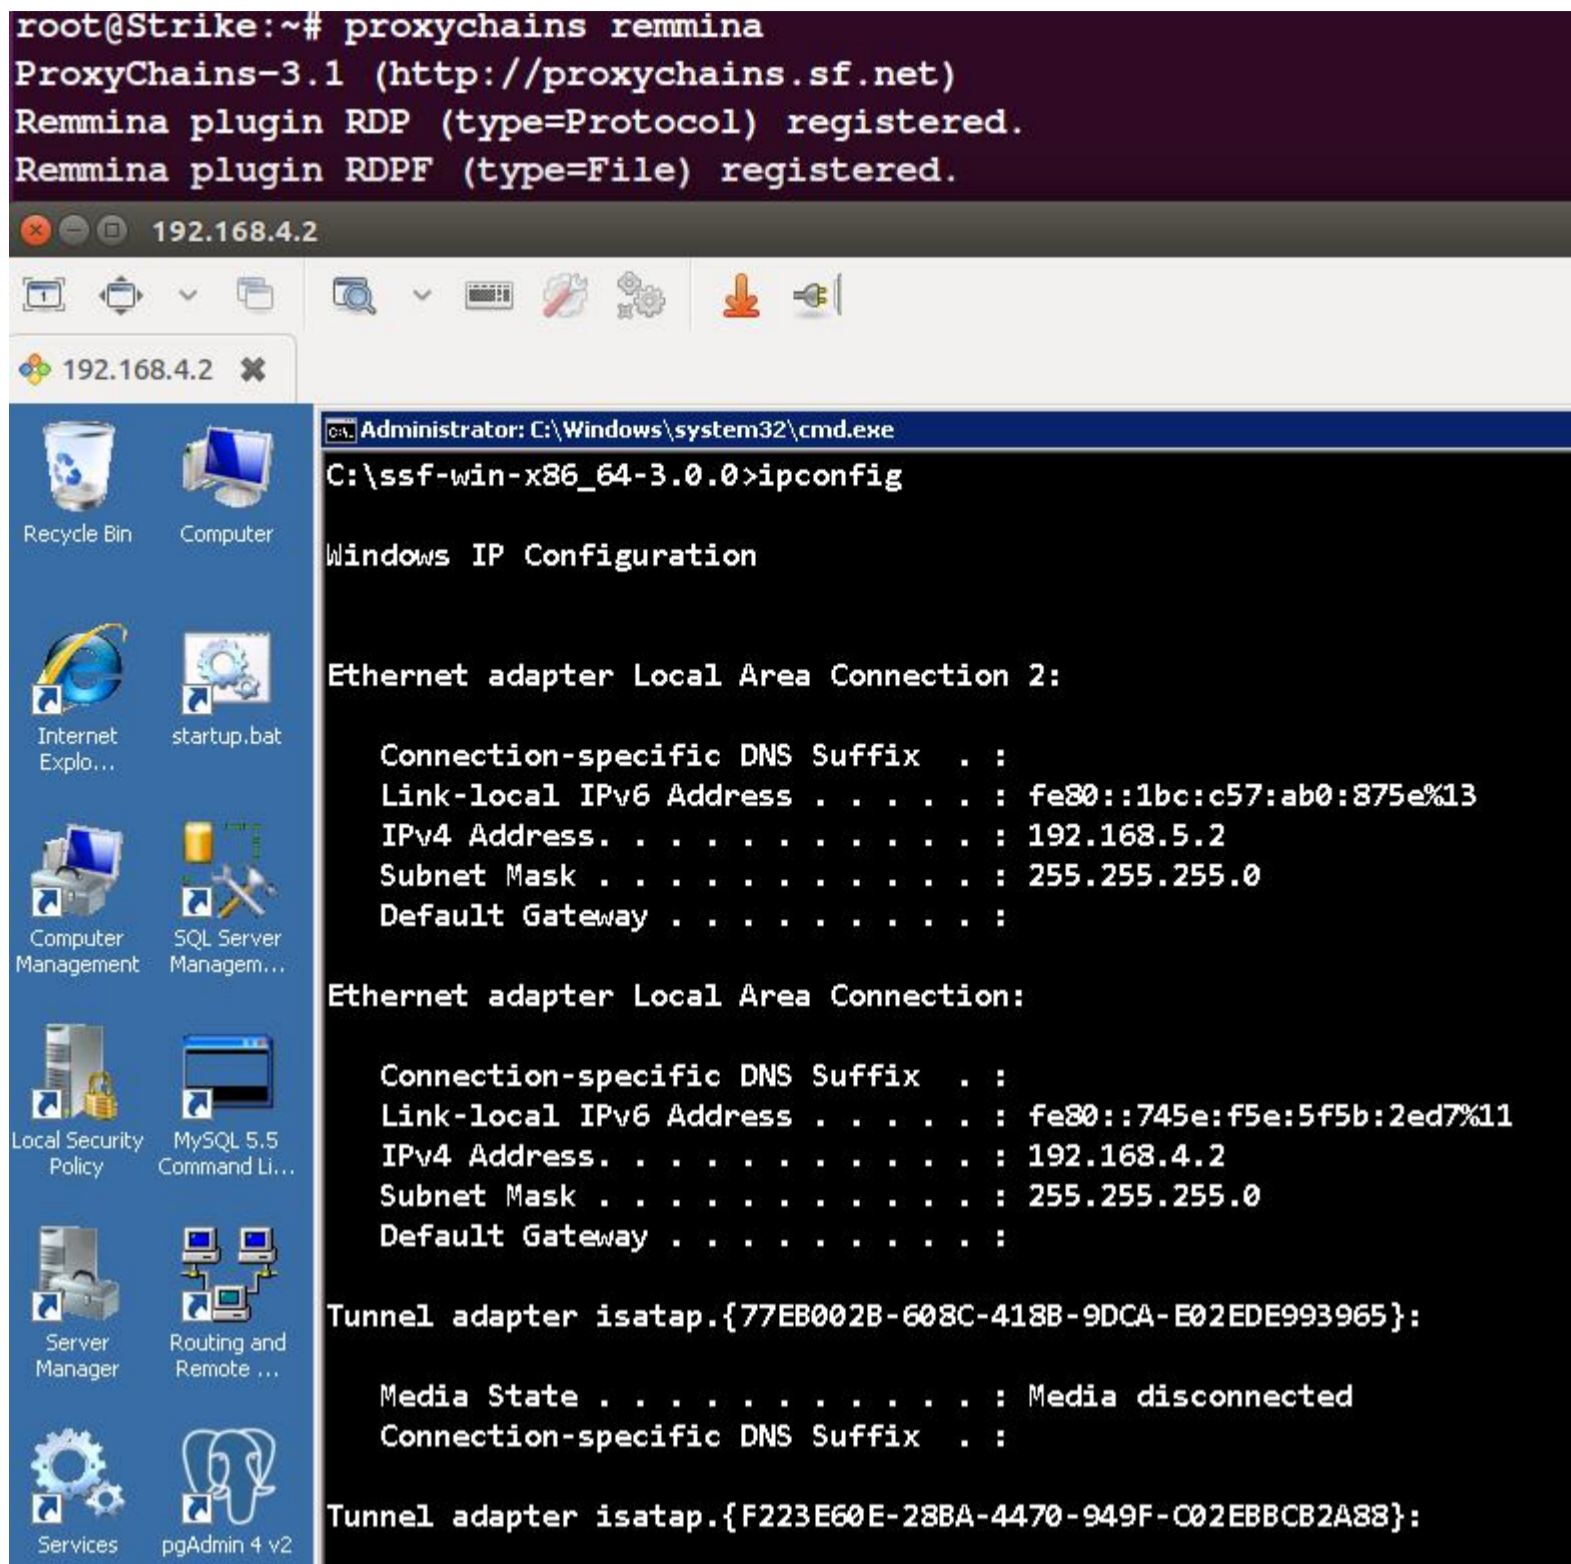 root@Strike:~# proxychains remmina
ProxyChains-3.1 (http://proxychains.sf.net)
Remmina plugin RDP (type=Protocol) registered.
Remmina plugin RDPF (type=File) registered.
192.168.4.2
192.168.4.2
Recycle Bin
Computer
Internet
Explo...
startup.bat
Computer
Management
SQL Server
Managem...
Local Security
Policy
MySQL 5.5
Command Li...
Server
Manager
Routing and
Remote ...
Services
pgAdmin 4 v2
Administrator: C:\Windows\system32\cmd.exe
C:\ssf-win-x86_64-3.0.0>ipconfig
Windows IP Configuration
Ethernet adapter Local Area Connection 2:
Connection-specific DNS Suffix . :
Link-local IPv6 Address . . . . . : fe80::1bc:c57:ab0:875e%13
IPv4 Address. . . . . . . . . . . : 192.168.5.2
Subnet Mask . . . . . . . . . . . : 255.255.255.0
Default Gateway . . . . . . . . . :
Ethernet adapter Local Area Connection:
Connection-specific DNS Suffix . :
Link-local IPv6 Address . . . . . : fe80::745e:f5e:5f5b:2ed7%11
IPv4 Address. . . . . . . . . . . : 192.168.4.2
Subnet Mask . . . . . . . . . . . : 255.255.255.0
Default Gateway . . . . . . . . . :
Tunnel adapter isatap.{77EB002B-608C-418B-9DCA-E02EDE993965}:
Media State . . . . . . . . . . . : Media disconnected
Connection-specific DNS Suffix . :
Tunnel adapter isatap.{F223E60E-28BA-4470-949F-C02EBBCB2A88}: